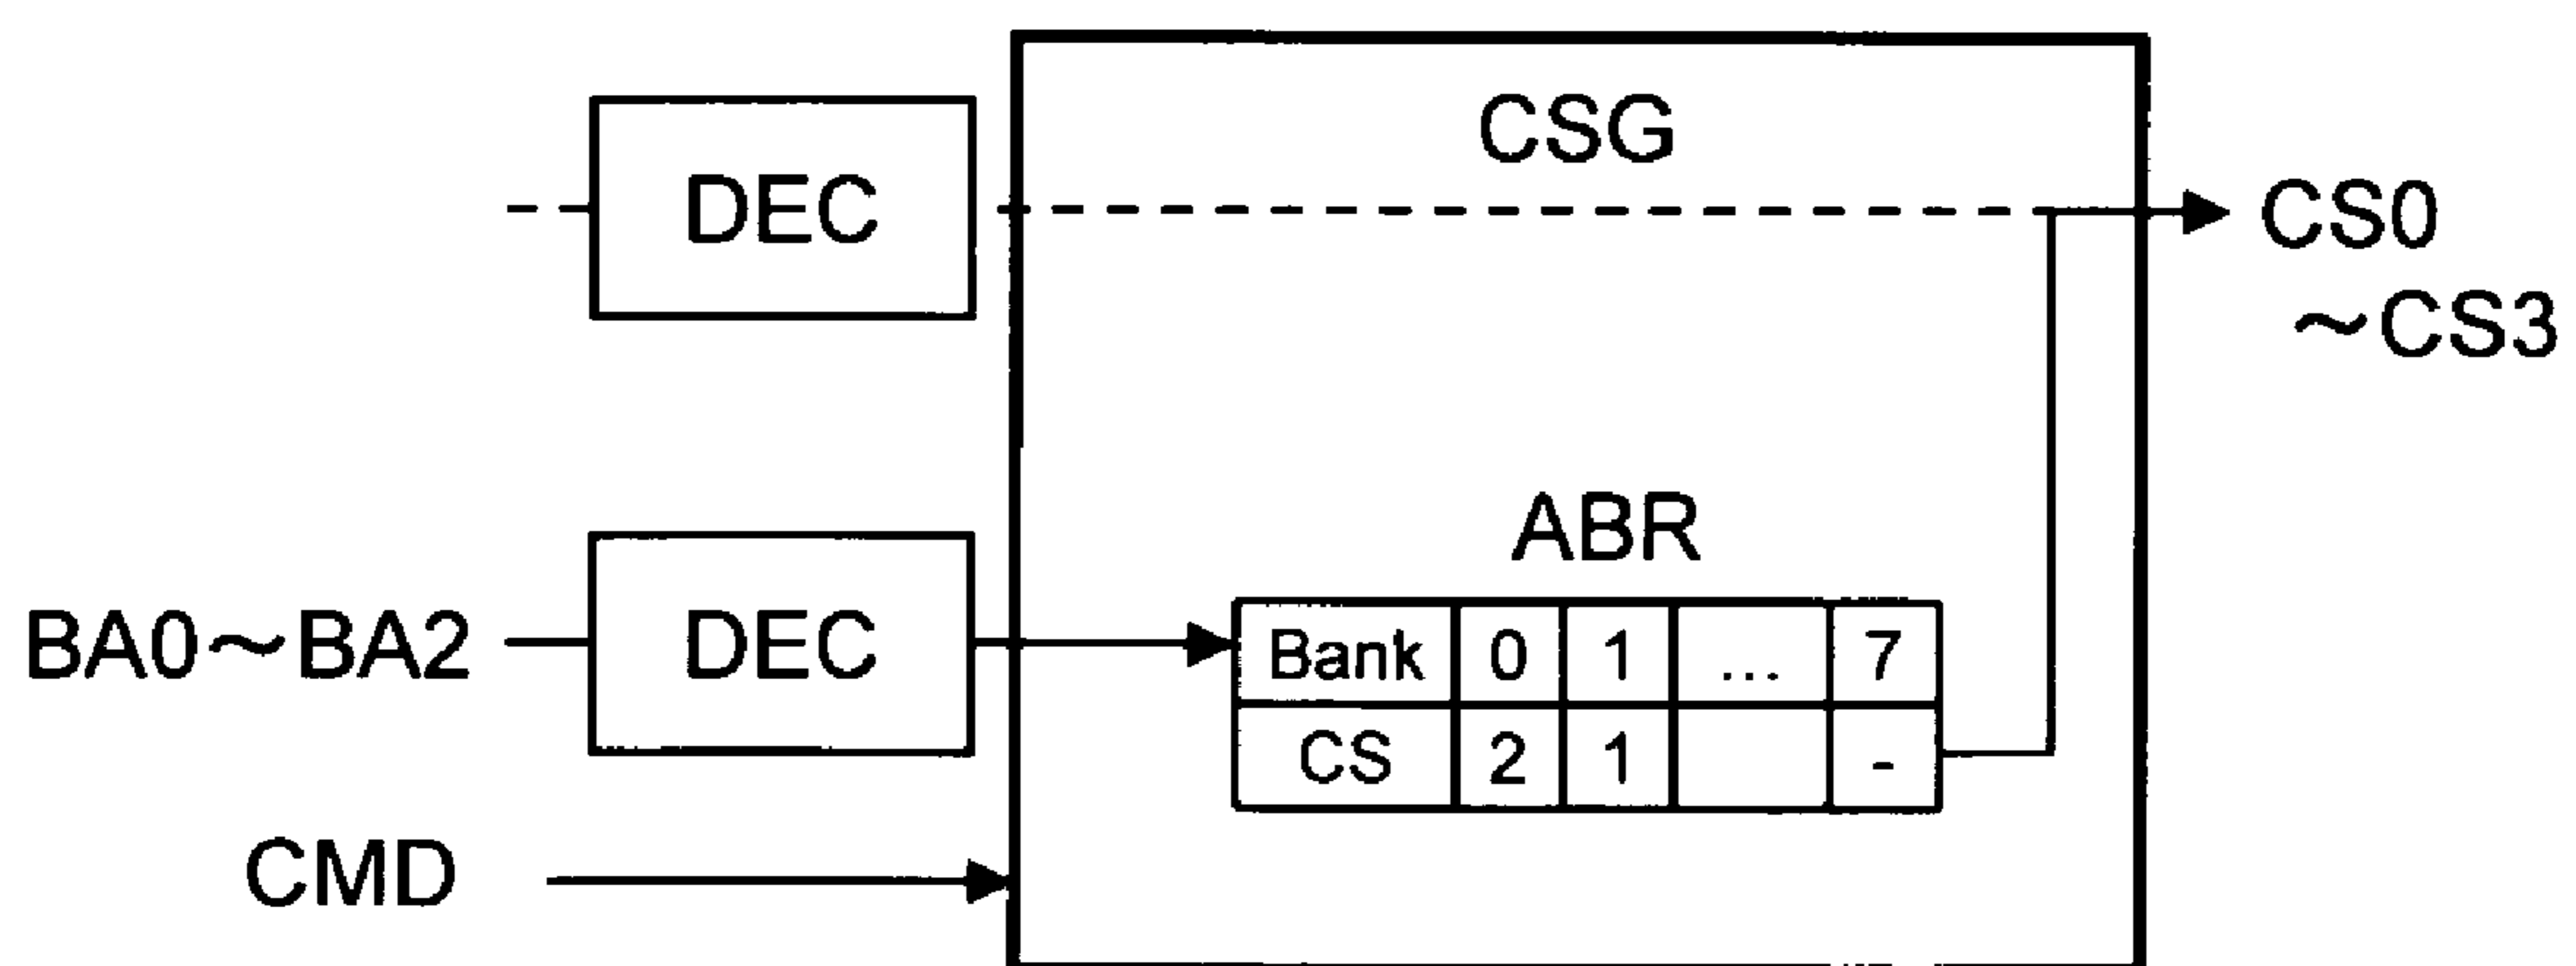 CSG
DEC
CS0
~CS3
ABR
BA0~BA2
DEC
Bank 0 1 ... 7
CS 2 1 -
CMD